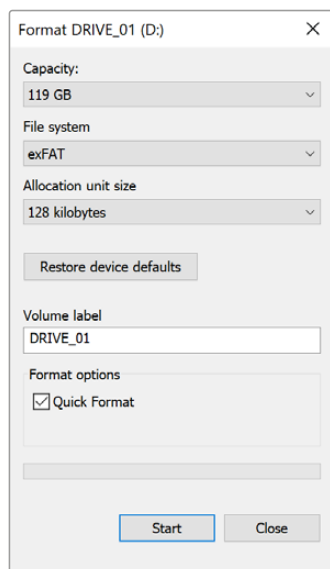 Format DRIVE_01 (D:)
Capacity:
119 GB
File system
exFAT
Allocation unit size
128 kilobytes
Restore device defaults
Volume label
DRIVE_01
Format options
Quick Format
Start Close